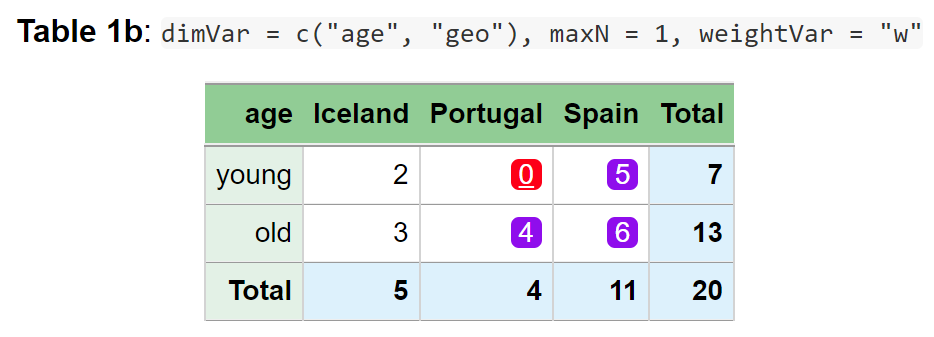 Table 1b: dimVar = c("age", "geo"), maxN = 1, weightVar = "w"
age Iceland Portugal Spain Total
young 2 0 5 7
old 3 4 6 13
Total 5 4 11 20